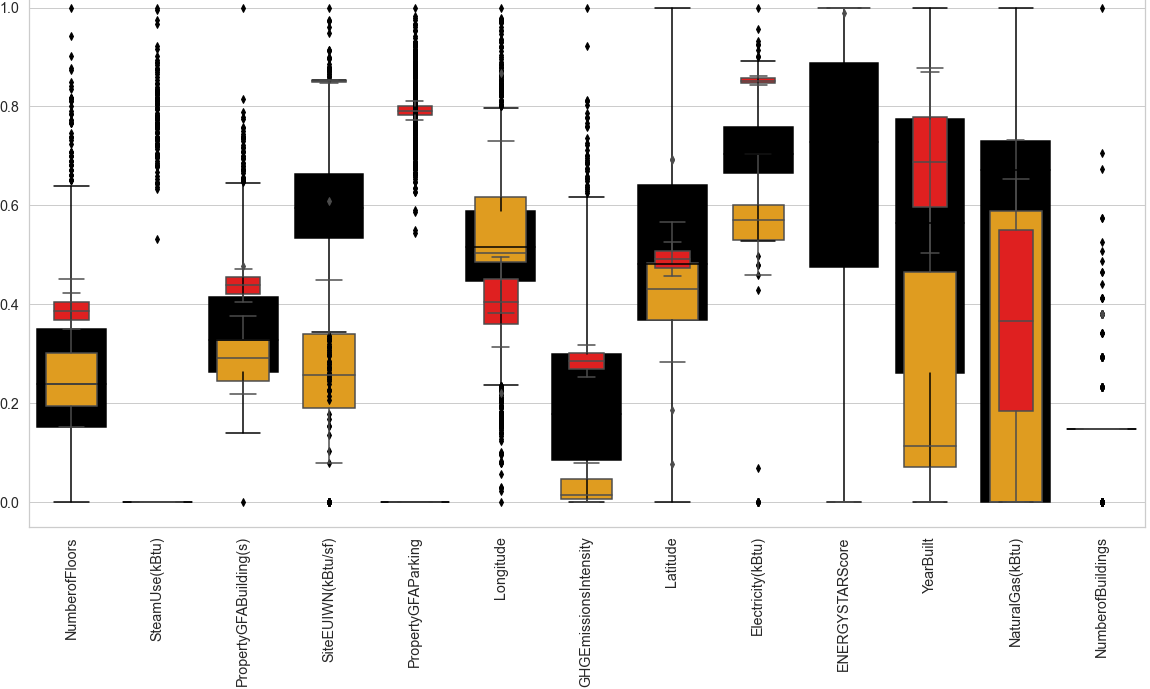 1.0
0.8
0.6
0.4
0.2
0.0
NumberofFloors
SteamUse(kBtu)
PropertyGFABuilding(s)
SiteEUIWN(kBtu/sf)
PropertyGFAParking
Longitude
GHGEmissionsIntensity
Latitude
Electricity(kBtu)
ENERGYSTARScore
YearBuilt
NaturalGas(kBtu)
NumberofBuildings